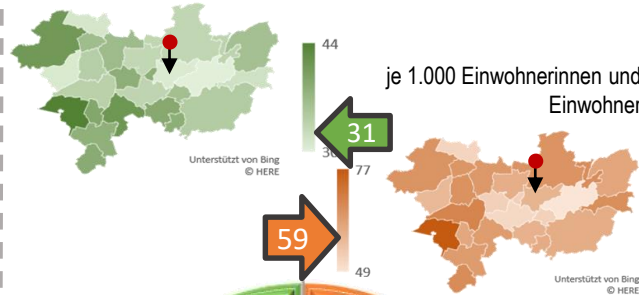 44
je 1.000 Einwohnerinnen und
Einwohner
31
Unterstützt von Bing
© HERE
77
59
49
Unterstützt von Bing
© HERE